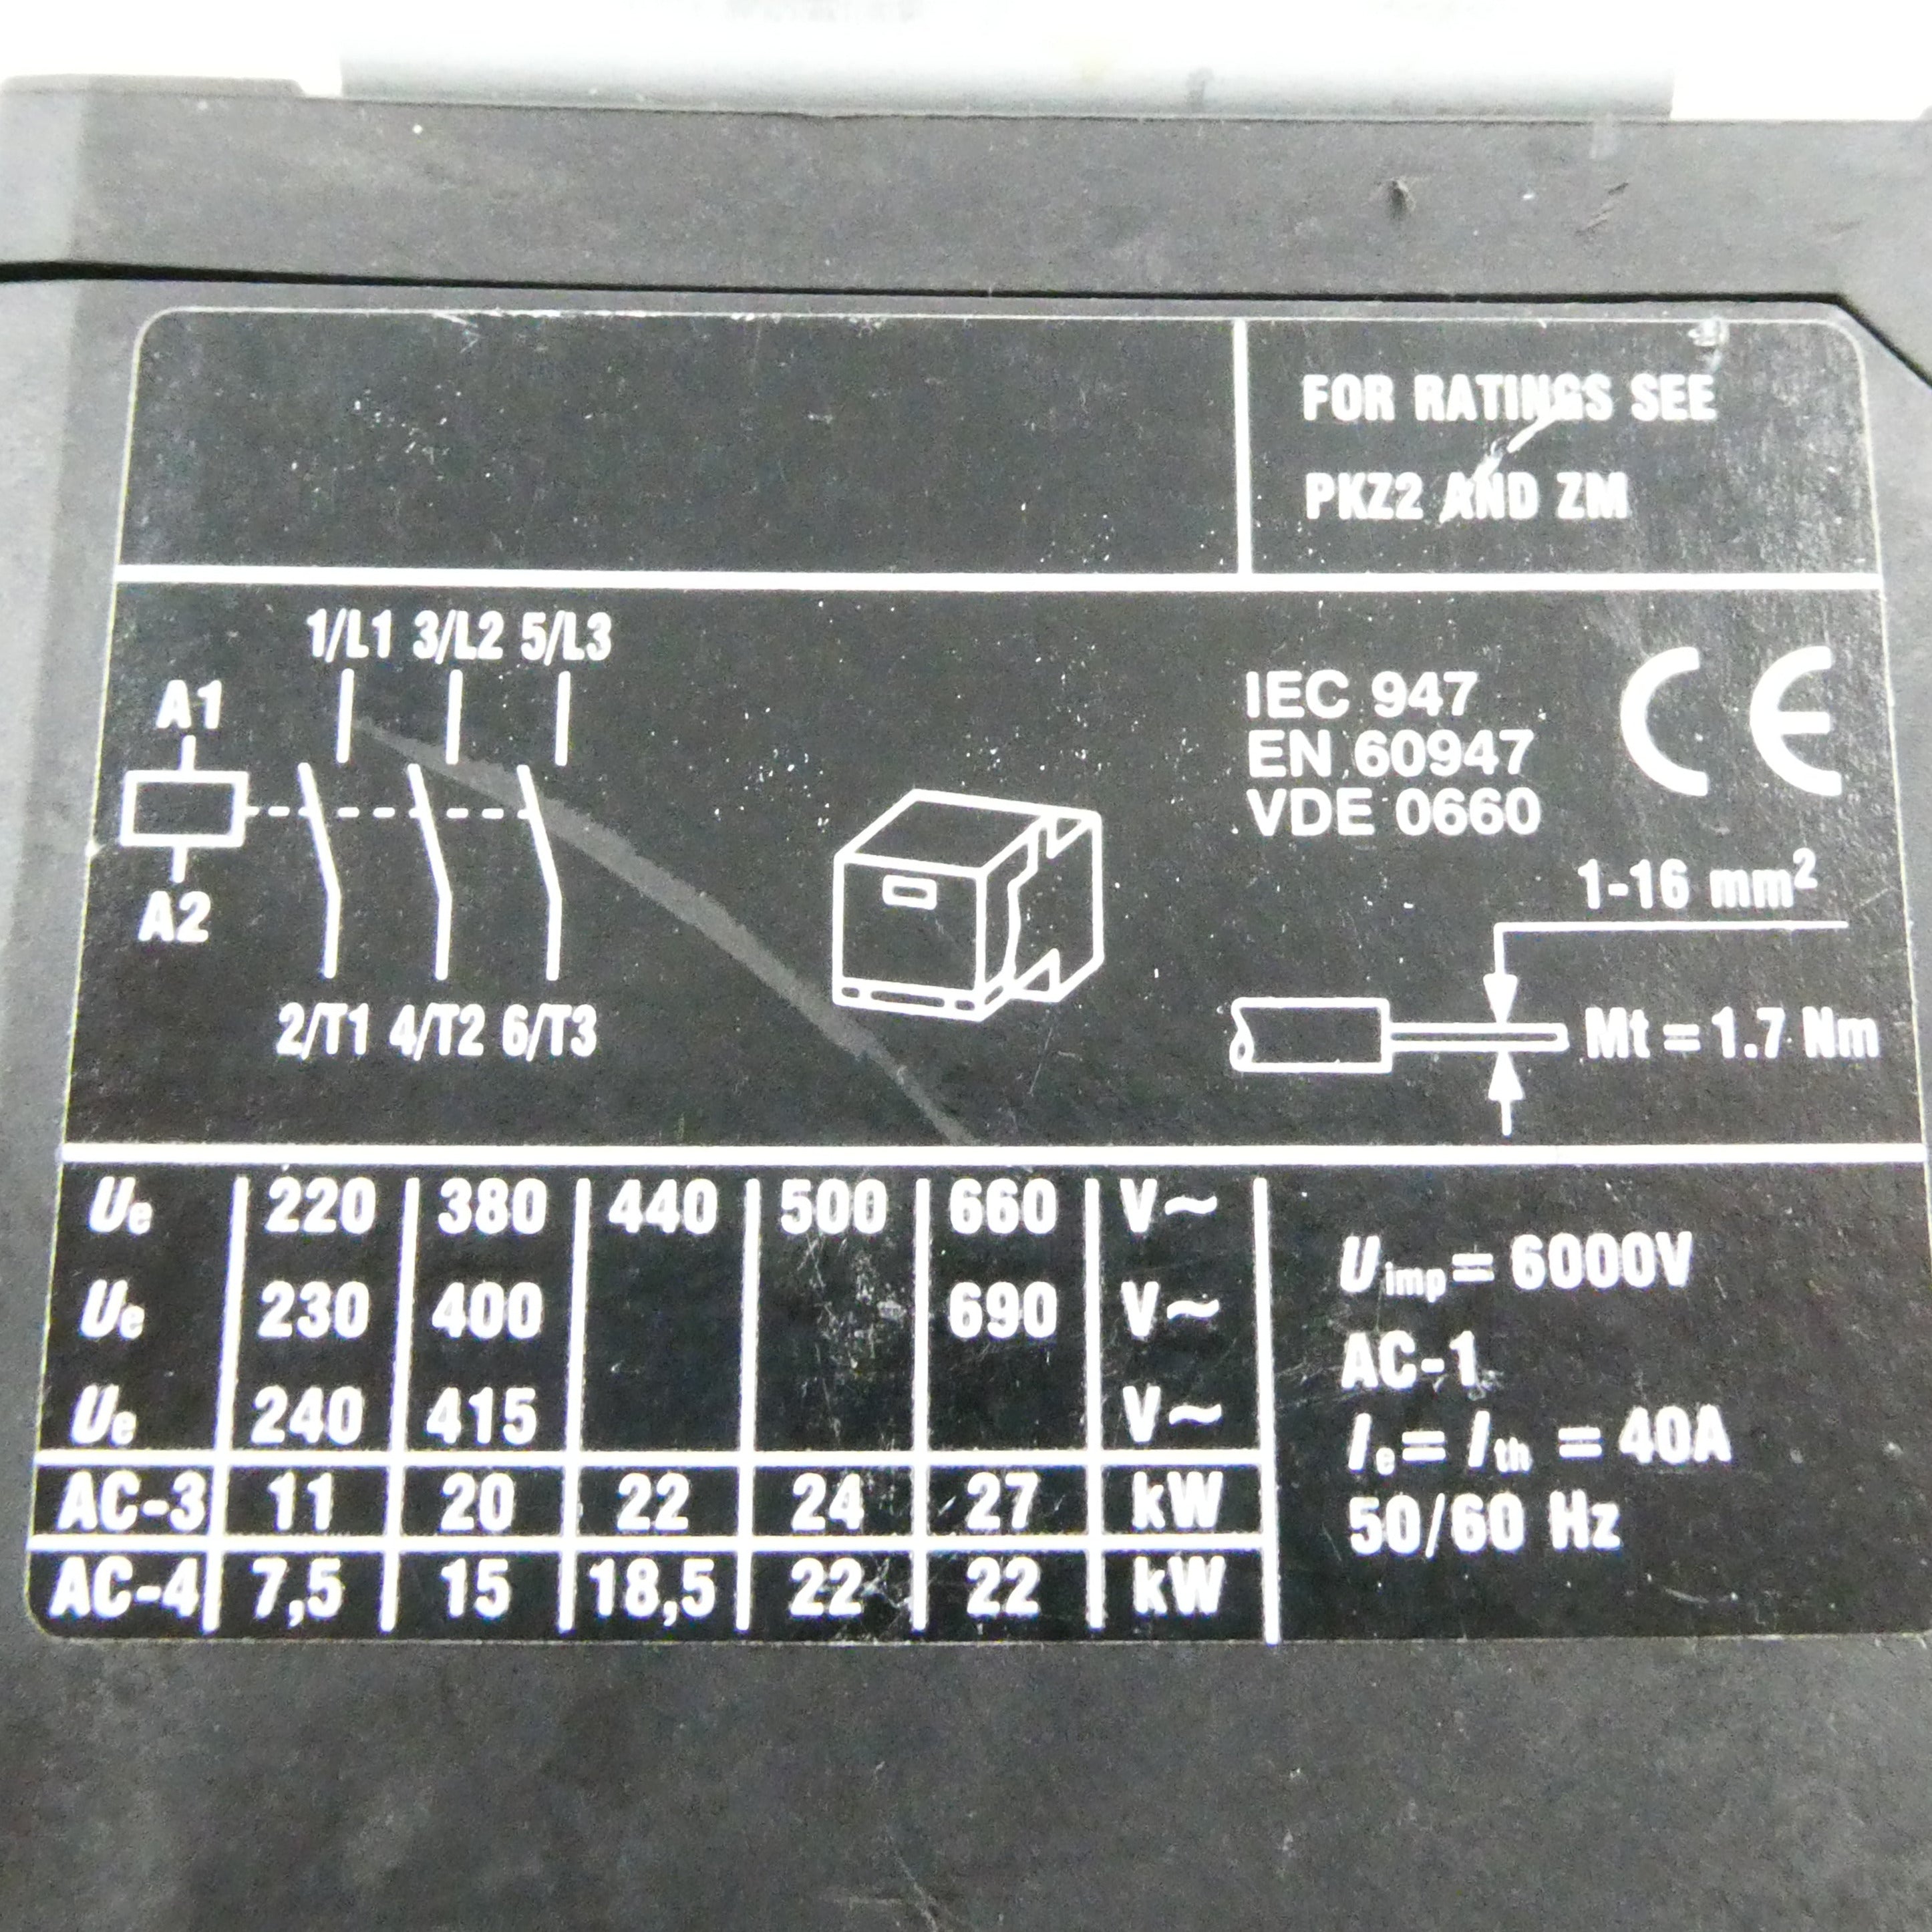 FOR RATINGS SEE
PKZ2 AND ZM
1/L1 3/L2 5/L3
A1
A2
2/T1 4/T2 6/T3
IEC 947
EN 60947
VDE 0660
CE
1-16 mm²
Mt = 1.7 Nm
Ue 220 380 440 500 660 V~
Ue 230 400 690 V~
Ue 240 415 V~
AC-3 11 20 22 24 27 kW
AC-4 7,5 15 18,5 22 22 kW
Uimp = 6000V
AC-1
Ie = Ith = 40A
50/60 Hz